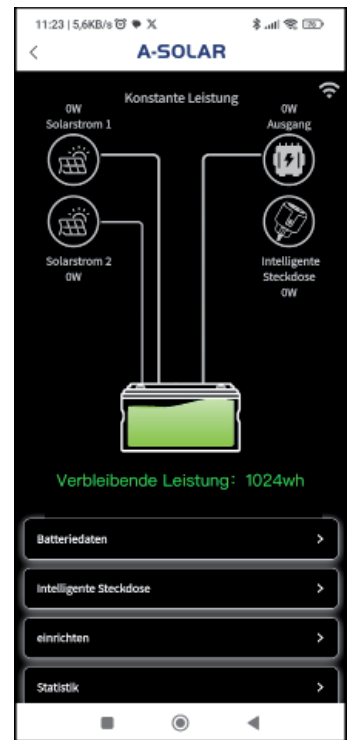 11:23 | 5,6KB/s
76
A-SOLAR
Konstante Leistung
0W
Solarstrom 1
0W
Ausgang
Solarstrom 2
0W
Intelligente
Steckdose
0W
Verbleibende Leistung: 1024wh
Batteriedaten
Intelligente Steckdose
einrichten
Statistik